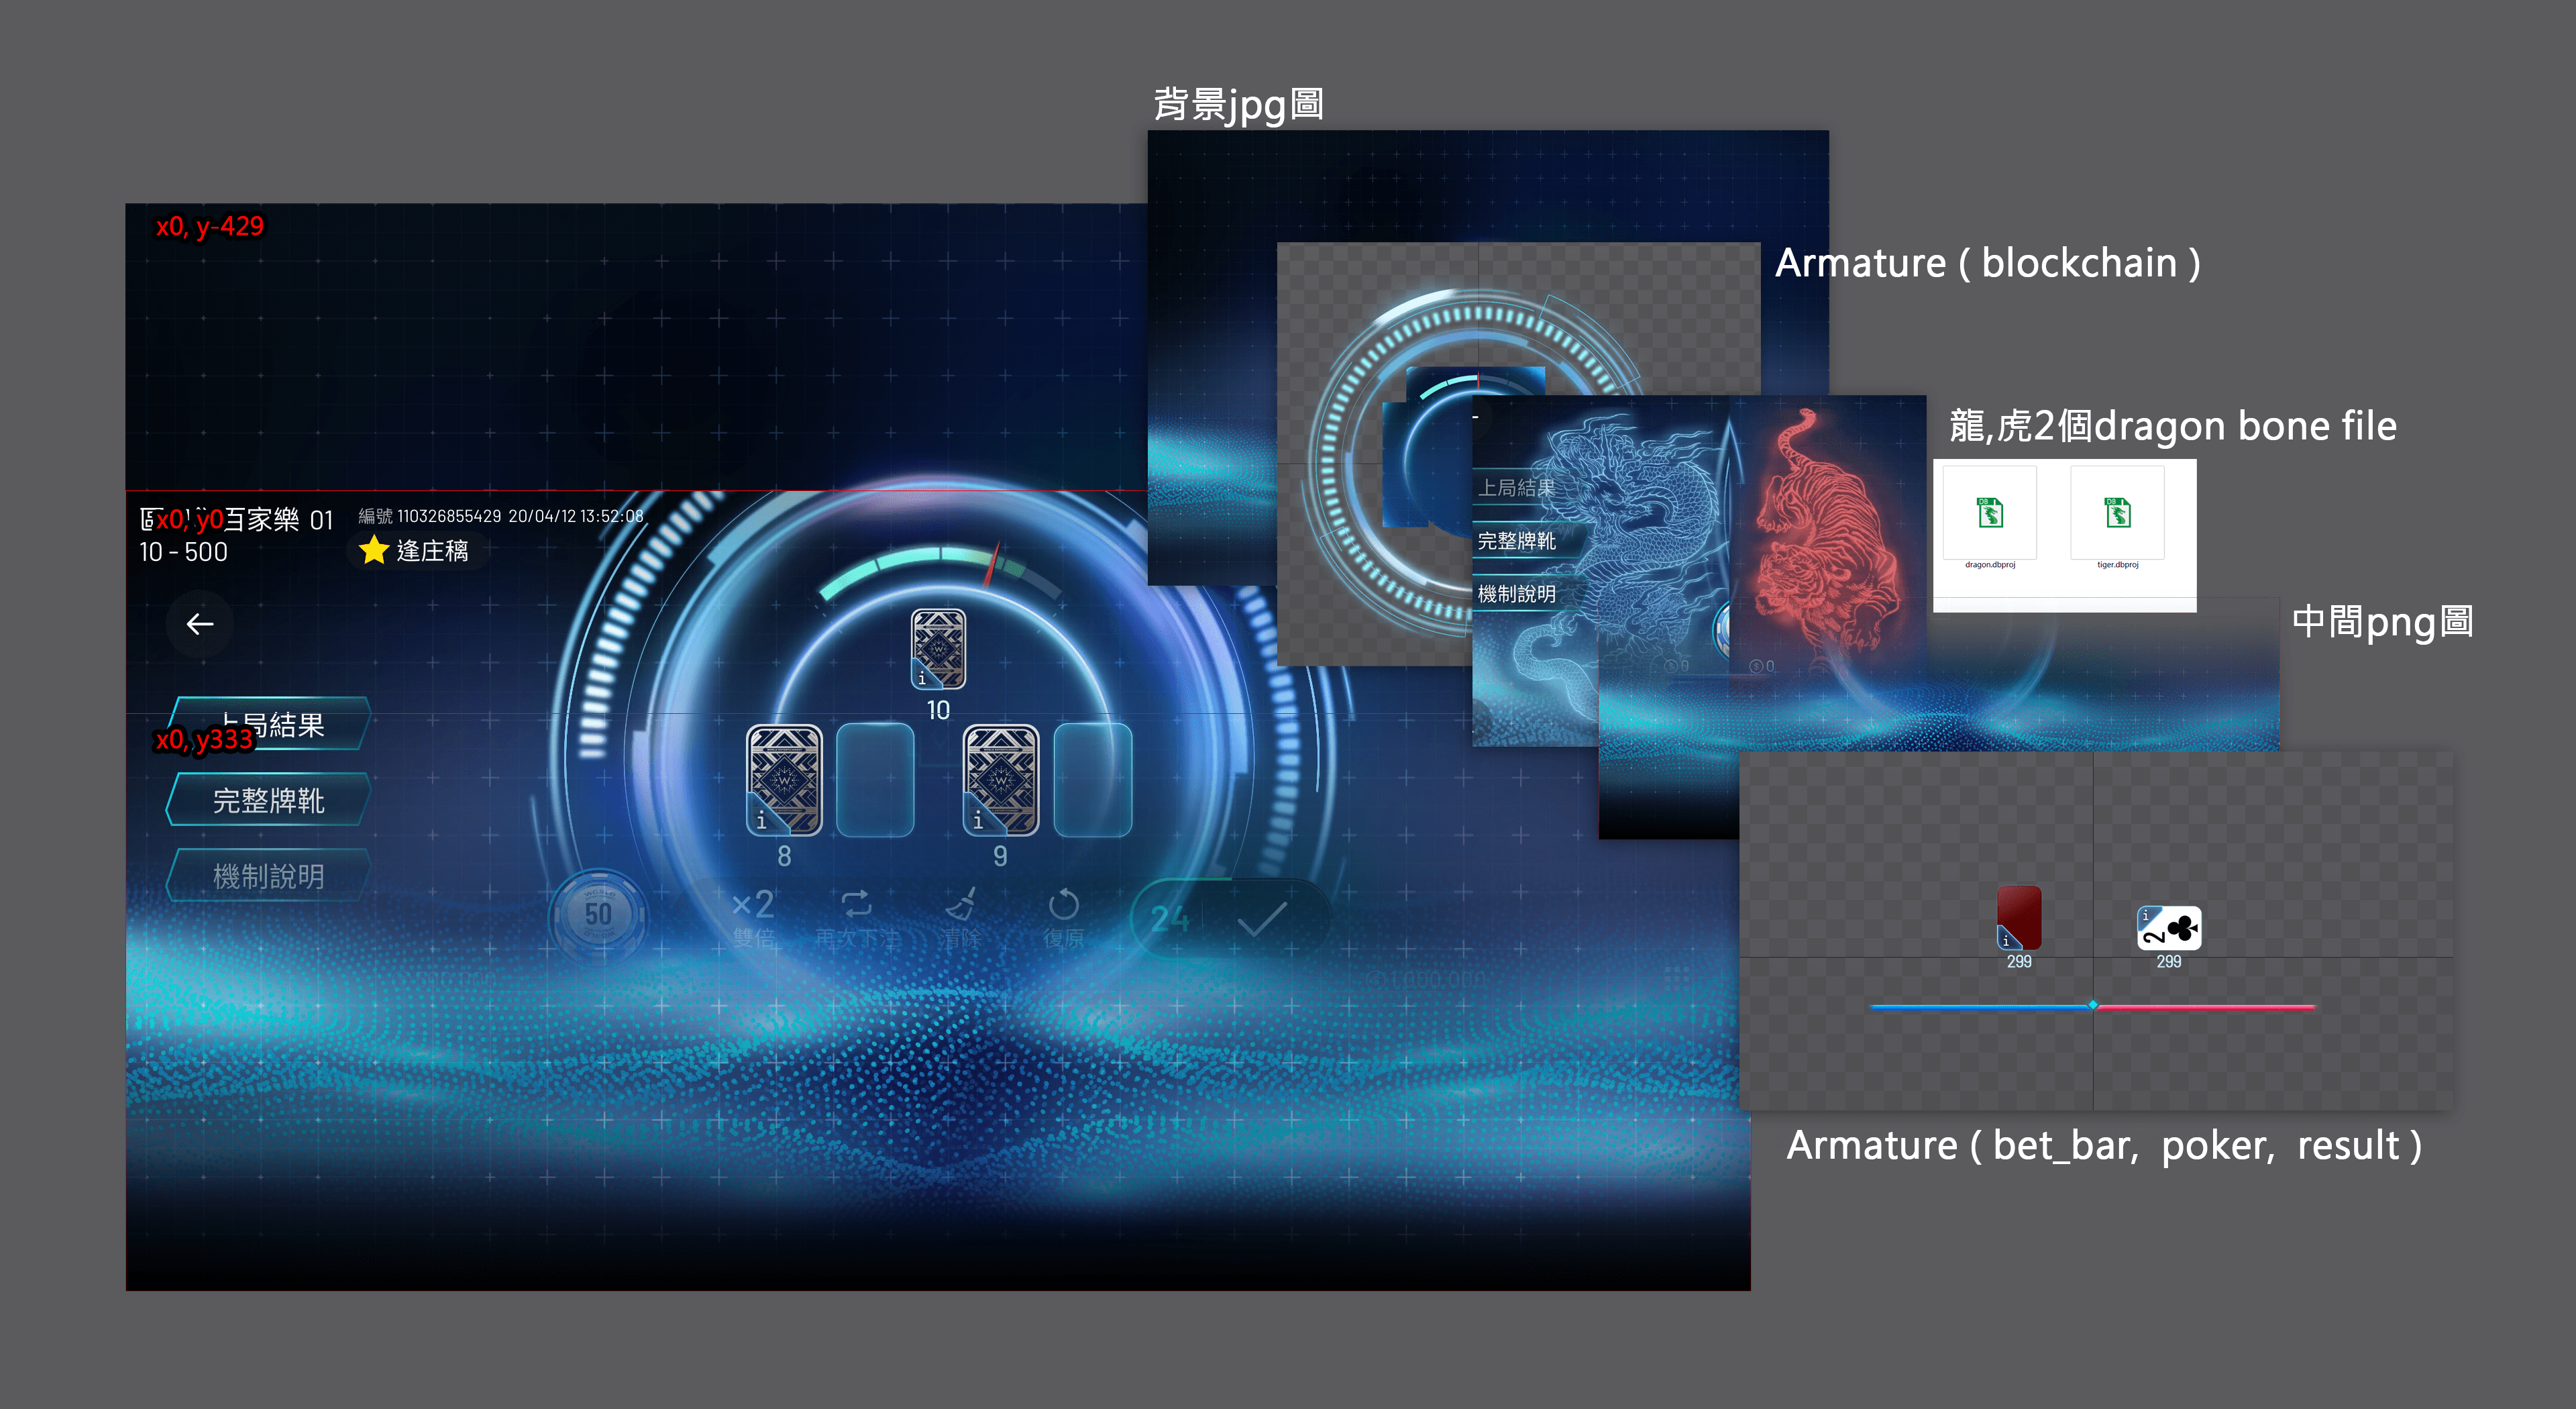 背景jpg圖
Armature ( blockchain )
龍,虎2個dragon bone file
dragon.dbproj
tiger.dbproj
中間png圖
Armature ( bet_bar, poker, result )
x0, y-429
x0, y0
百家樂 01
編號 110326855429 20/04/12 13:52:08
10 - 500
逢庄稱
i
10
上局結果
x0, y333
完整牌靴
機制說明
i
8
i
9
50
×2
雙倍
再次下注
清除
復原
24
上局結果
完整牌靴
機制說明
0
0
i
299
i
2
299